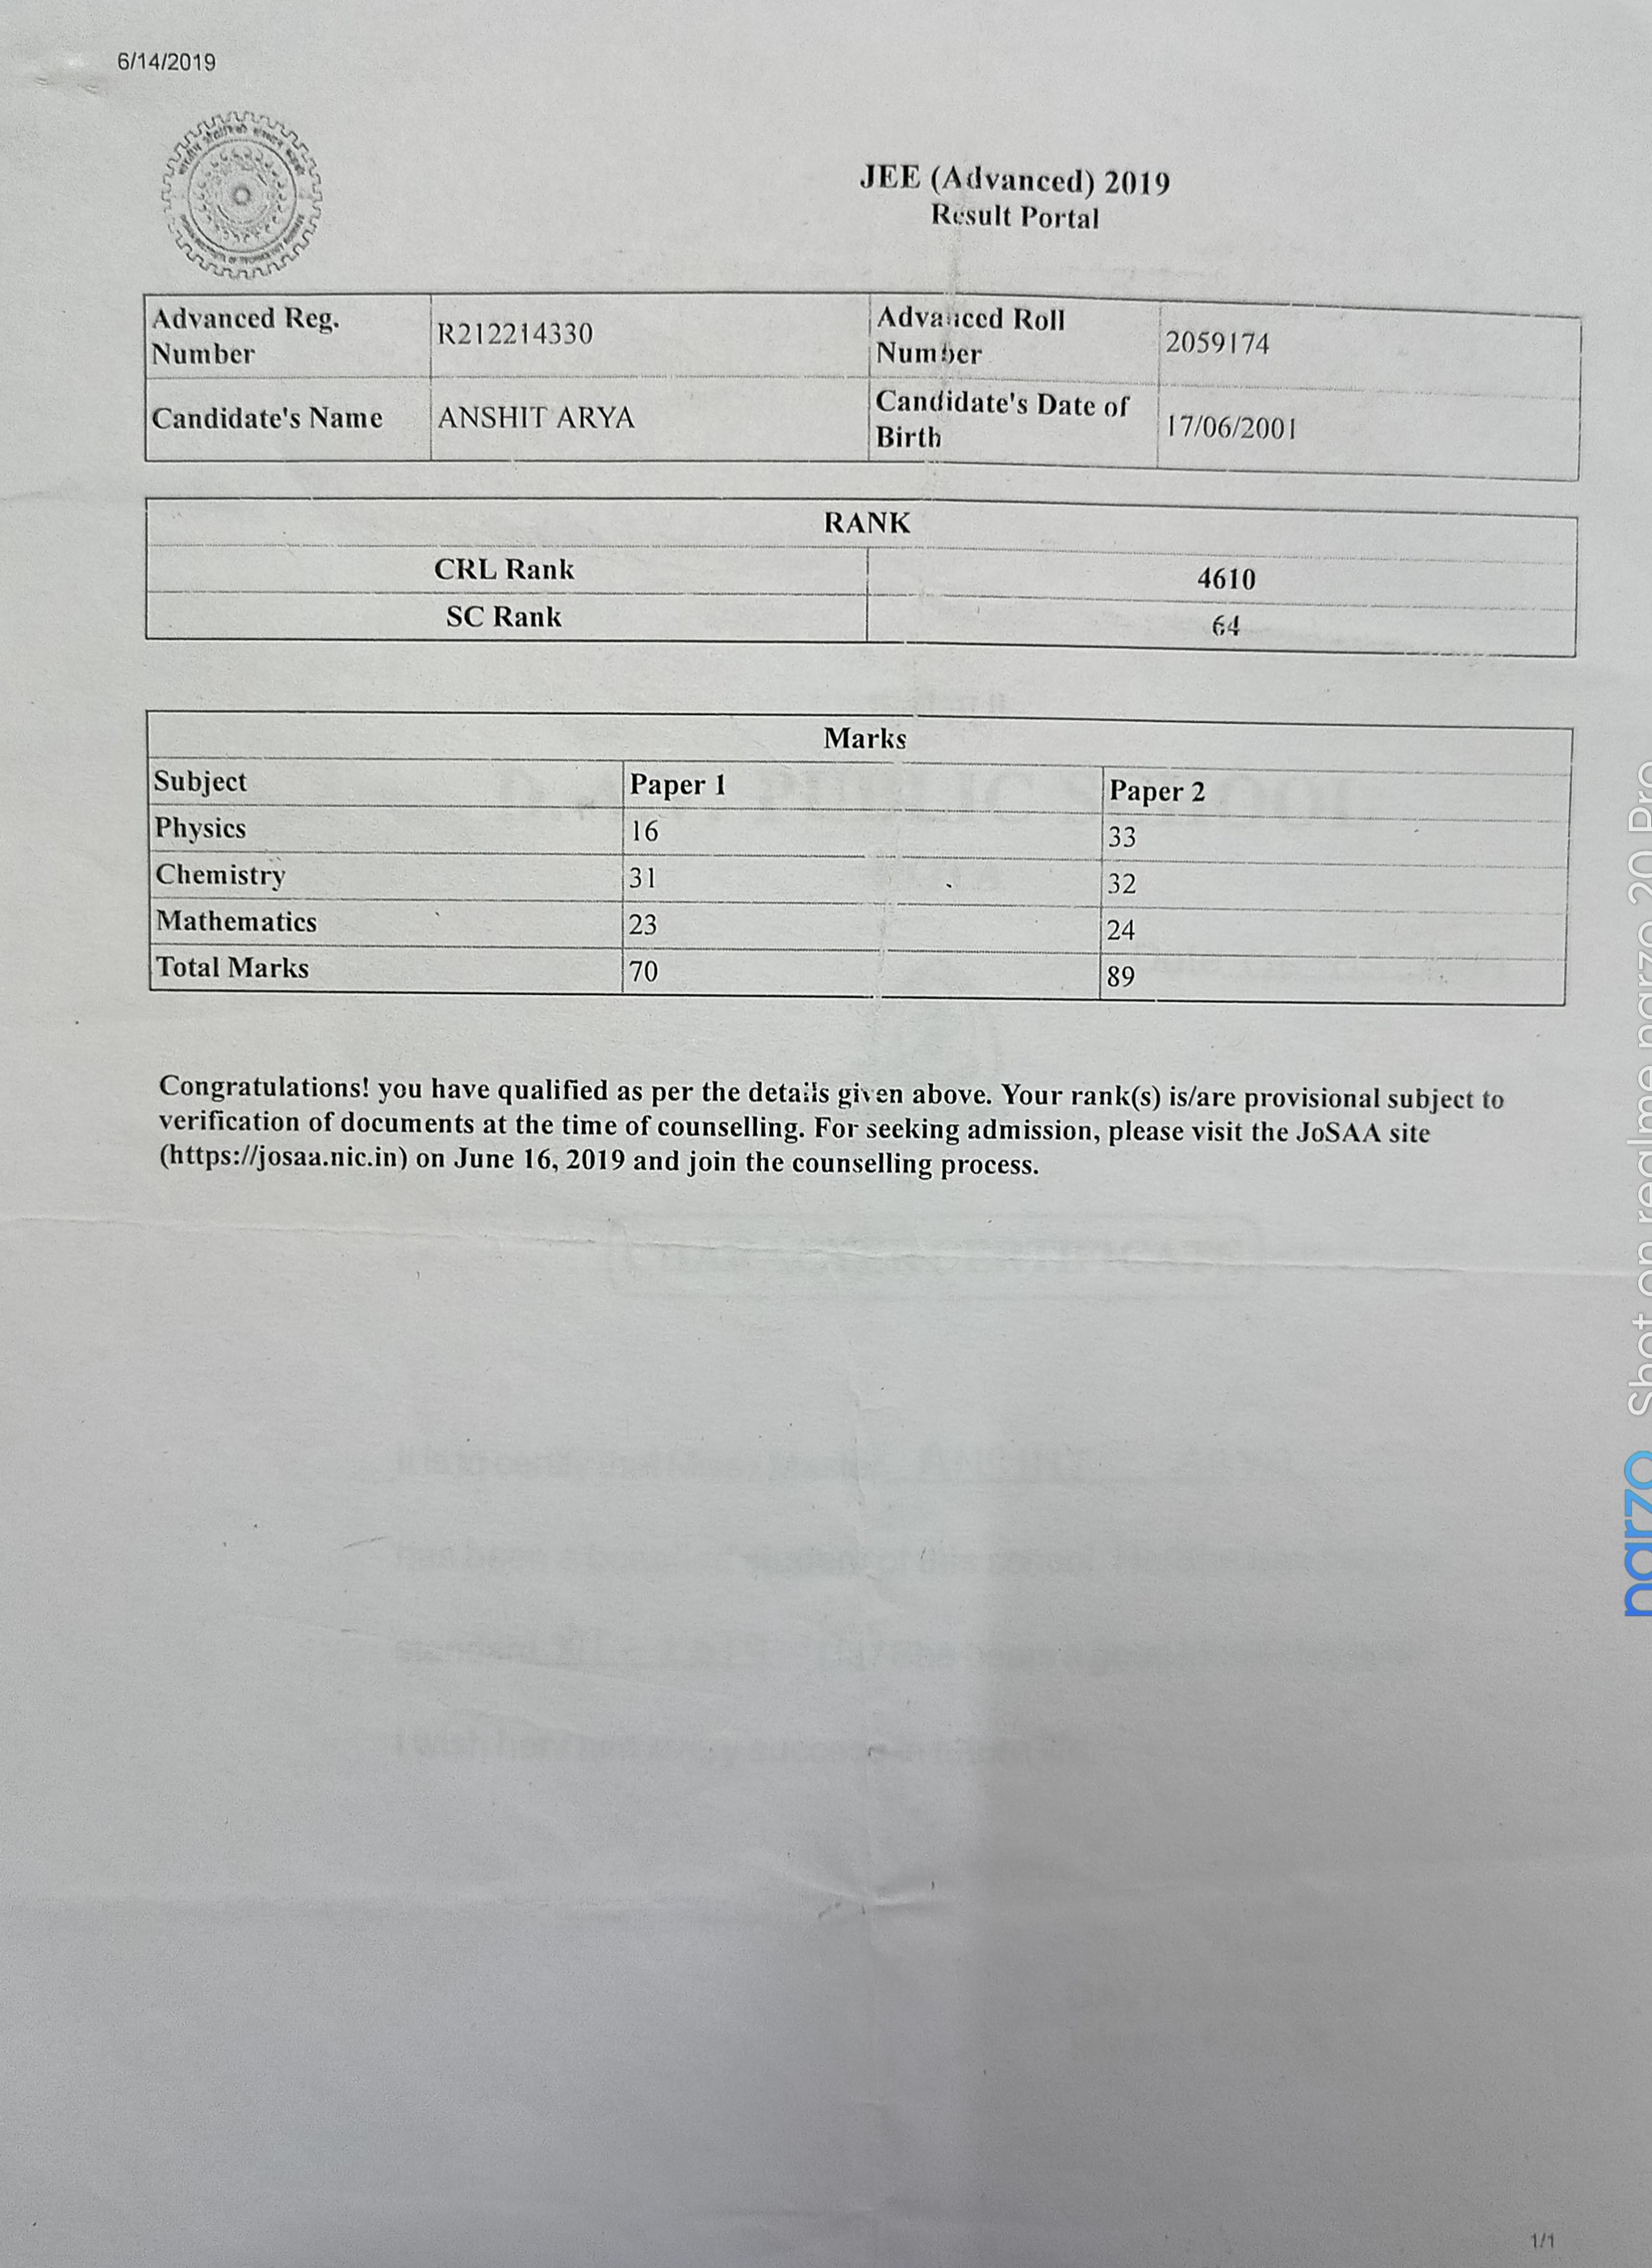 6/14/2019
JEE (Advanced) 2019
Result Portal
Advanced Reg. Number R212214330 Advanced Roll Number 2059174
Candidate's Name ANSHIT ARYA Candidate's Date of Birth 17/06/2001
RANK
CRL Rank 4610
SC Rank 64
Marks
Subject Paper 1 Paper 2
Physics 16 33
Chemistry 31 32
Mathematics 23 24
Total Marks 70 89
Congratulations! you have qualified as per the details given above. Your rank(s) is/are provisional subject to
verification of documents at the time of counselling. For seeking admission, please visit the JoSAA site
(https://josaa.nic.in) on June 16, 2019 and join the counselling process.
1/1
narzo Shot on realme narzo 20 Pro